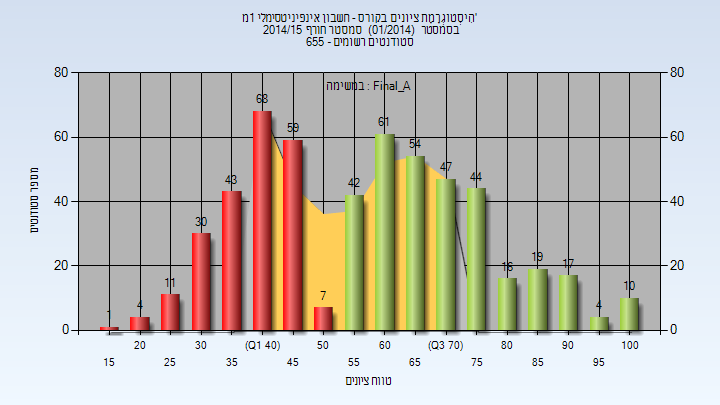 היסטוגרמת ציונים בקורס - חשבון אינפיניטסימלי 1מ'
בסמסטר (01/2014) סמסטר חורף 2014/15
סטודנטים רשומים - 655
במשימה : Final_A
מספר סטודנטים
80 80
60 60
40 40
20 20
0 0
1 4 11 30 43 68 59 7 42 61 54 47 44 16 19 17 4 10
20 30 (Q1 40) 50 60 (Q3 70) 80 90 100
15 25 35 45 55 65 75 85 95
טווח ציונים